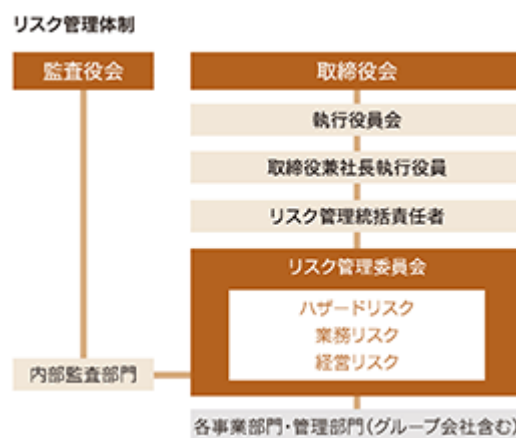 リスク管理体制
監査役会
取締役会
執行役員会
取締役兼社長執行役員
リスク管理統括責任者
リスク管理委員会
ハザードリスク
業務リスク
経営リスク
内部監査部門
各事業部門・管理部門(グループ会社含む)